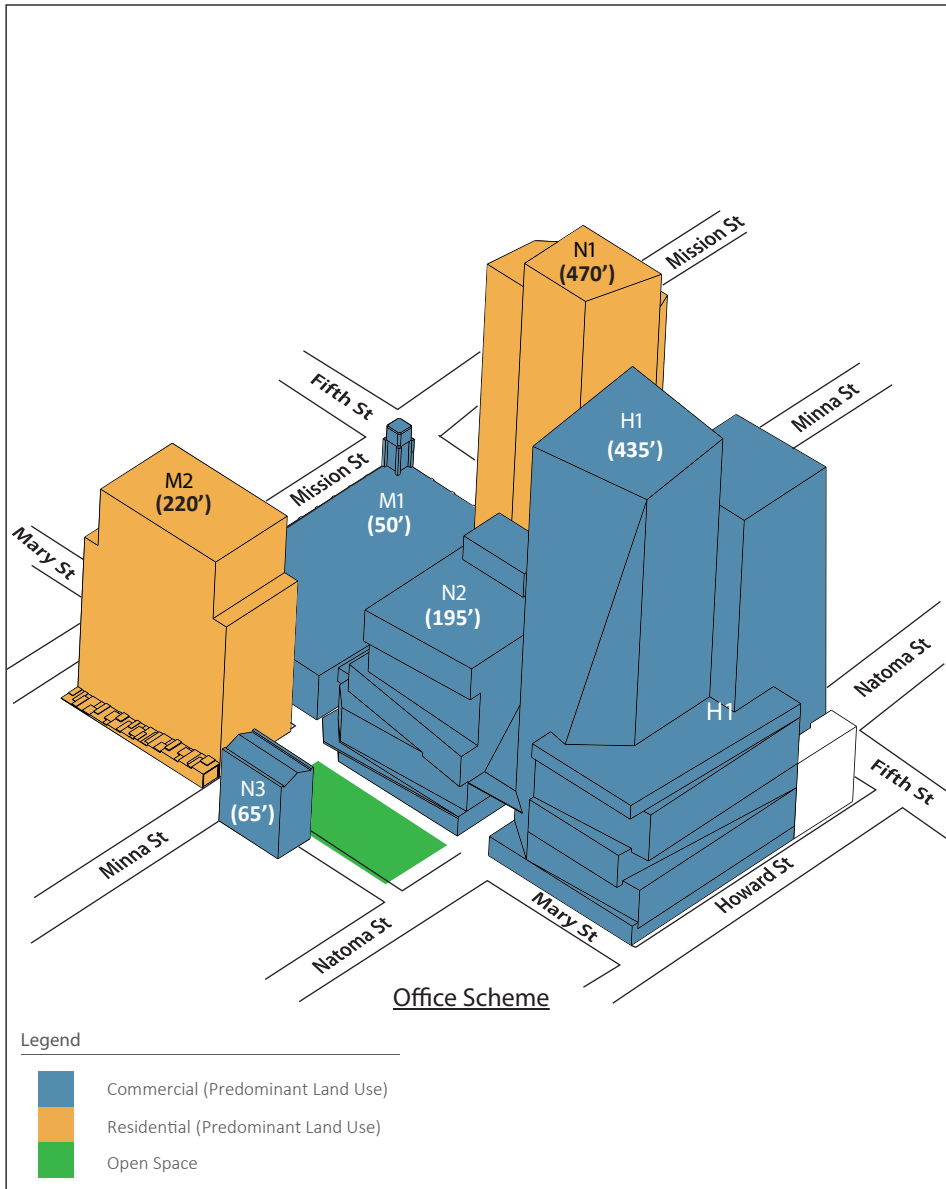 Mission St
N1
(470’)
Fifth St
Minna St
H1
(435’)
Mission St
M2
(220’)
M1
(50’)
Mary St
N2
(195’)
Natoma St
H1
Fifth St
N3
(65’)
Minna St
Howard St
Mary St
Natoma St
Office Scheme
Legend
Commercial (Predominant Land Use)
Residential (Predominant Land Use)
Open Space